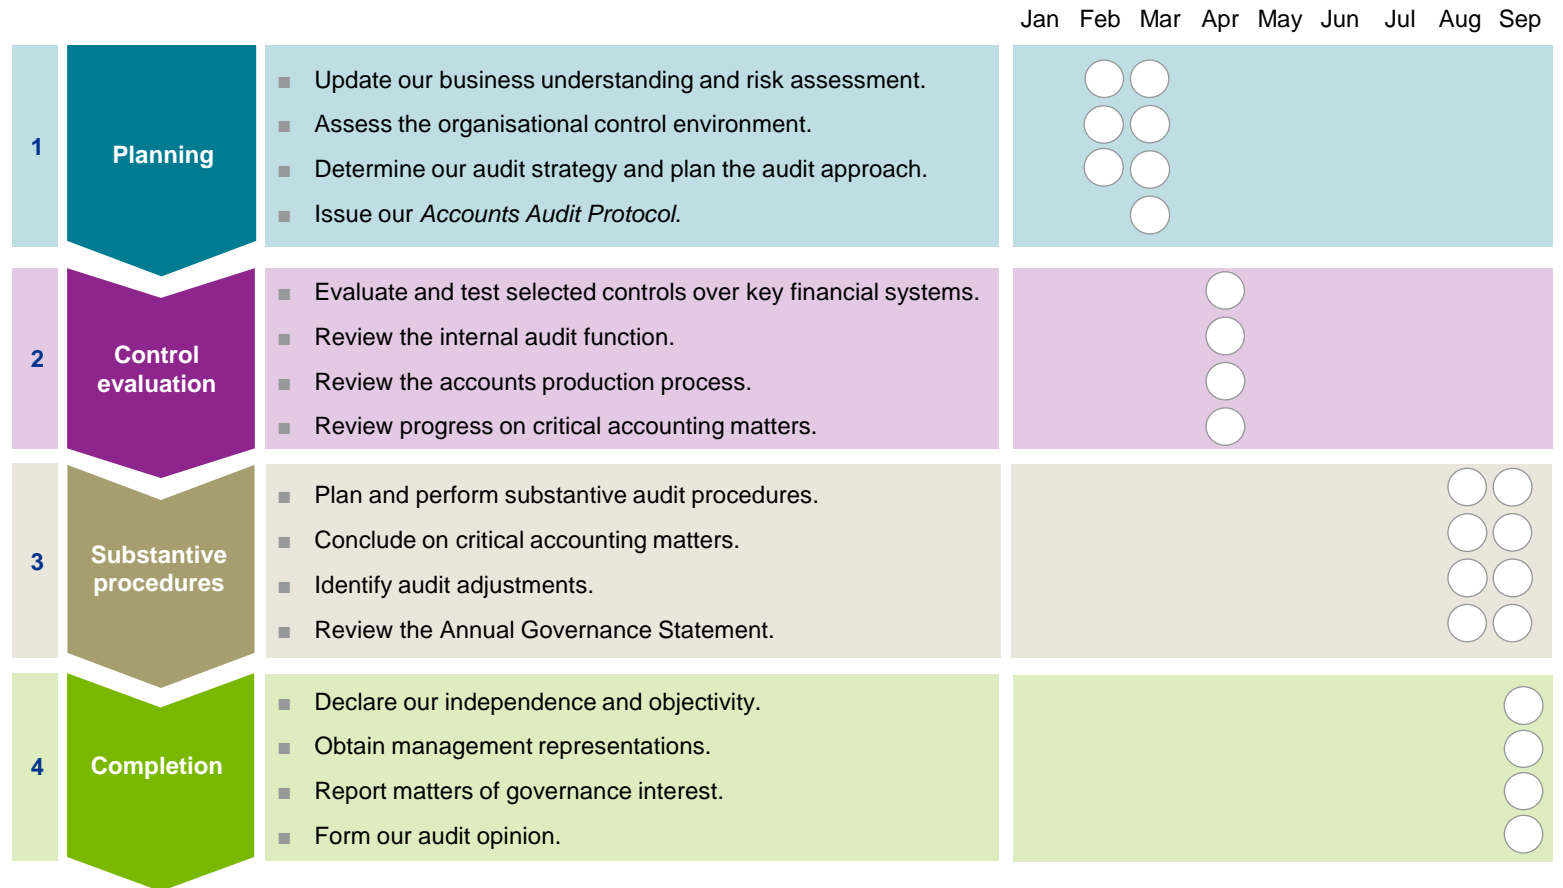 Jan Feb Mar Apr May Jun Jul Aug Sep
1
Planning
■ Update our business understanding and risk assessment.
■ Assess the organisational control environment.
■ Determine our audit strategy and plan the audit approach.
■ Issue our Accounts Audit Protocol.
2
Control
evaluation
■ Evaluate and test selected controls over key financial systems.
■ Review the internal audit function.
■ Review the accounts production process.
■ Review progress on critical accounting matters.
3
Substantive
procedures
■ Plan and perform substantive audit procedures.
■ Conclude on critical accounting matters.
■ Identify audit adjustments.
■ Review the Annual Governance Statement.
4
Completion
■ Declare our independence and objectivity.
■ Obtain management representations.
■ Report matters of governance interest.
■ Form our audit opinion.